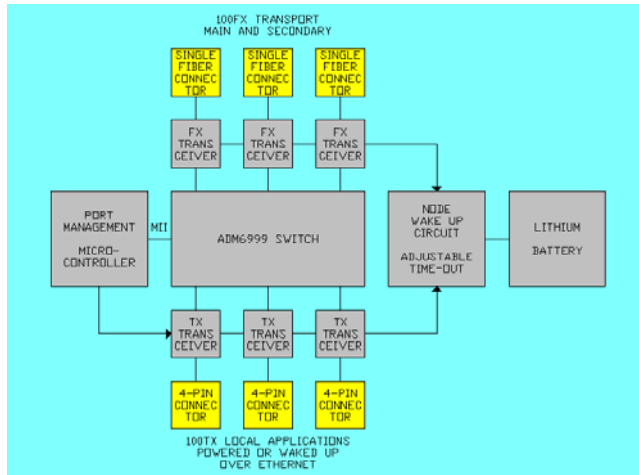 100FX TRANSPORT
MAIN AND SECONDARY
SINGLE
FIBER
CONNEC
TOR
SINGLE
FIBER
CONNEC
TOR
SINGLE
FIBER
CONNEC
TOR
FX
TRANS
CEIVER
FX
TRANS
CEIVER
FX
TRANS
CEIVER
PORT
MANAGEMENT
MICRO-
CONTROLLER
MII
ADM6999 SWITCH
NODE
WAKE UP
CIRCUIT
ADJUSTABLE
TIME-OUT
LITHIUM
BATTERY
TX
TRANS
CEIVER
TX
TRANS
CEIVER
TX
TRANS
CEIVER
4-PIN
CONNEC
TOR
4-PIN
CONNEC
TOR
4-PIN
CONNEC
TOR
100TX LOCAL APPLICATIONS
POWERED OR WAKED UP
OVER ETHERNET